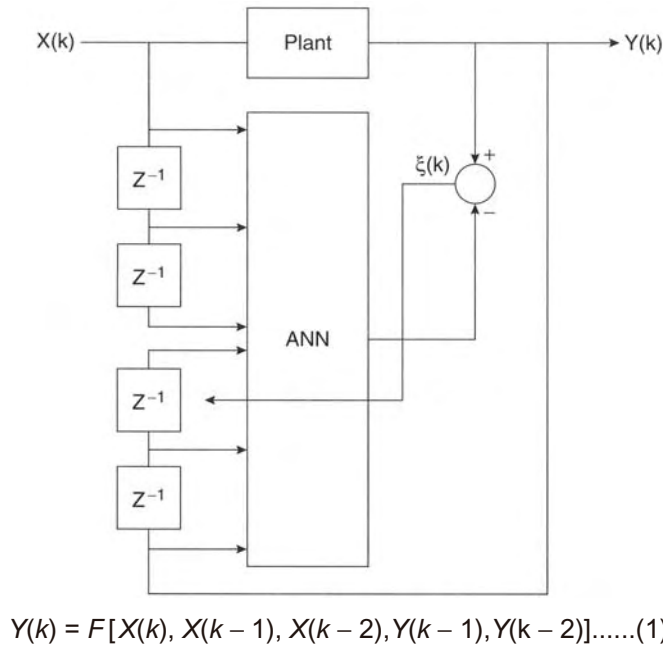 X(k)
Plant
Y(k)
Z⁻¹
ξ(k)
+
−
Z⁻¹
ANN
Z⁻¹
Z⁻¹
Y(k) = F[X(k), X(k − 1), X(k − 2),Y(k − 1),Y(k − 2)]......(1)